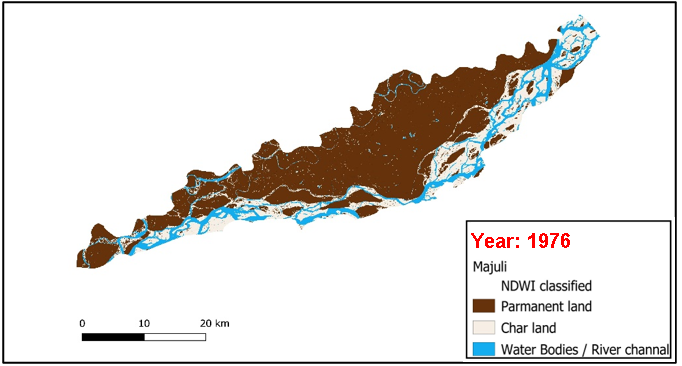 Year: 1976
Majuli
NDWI classified
Parmanent land
Char land
Water Bodies / River channal
0 10 20 km